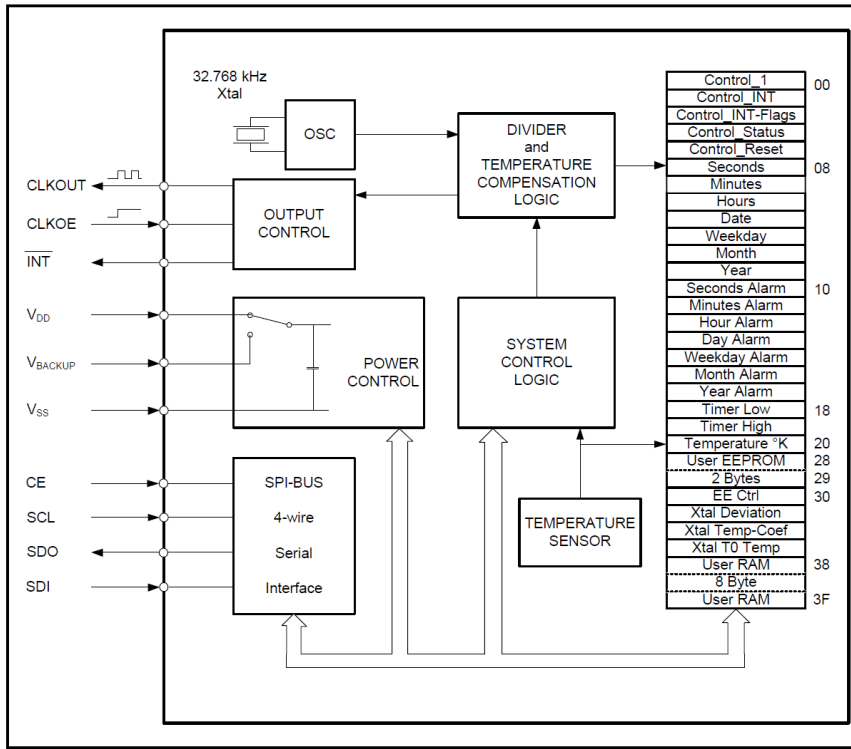 32.768 kHz
Xtal
OSC
DIVIDER
and
TEMPERATURE
COMPENSATION
LOGIC
CLKOUT
CLKOE
INT
OUTPUT
CONTROL
VDD
VBACKUP
VSS
POWER
CONTROL
SYSTEM
CONTROL
LOGIC
CE
SCL
SDO
SDI
SPI-BUS
4-wire
Serial
Interface
TEMPERATURE
SENSOR
Control_1 00
Control_INT
Control_INT-Flags
Control_Status
Control_Reset
Seconds 08
Minutes
Hours
Date
Weekday
Month
Year
Seconds Alarm 10
Minutes Alarm
Hour Alarm
Day Alarm
Weekday Alarm
Month Alarm
Year Alarm
Timer Low 18
Timer High
Temperature °K 20
User EEPROM 28
2 Bytes 29
EE Ctrl 30
Xtal Deviation
Xtal Temp-Coef
Xtal T0 Temp
User RAM 38
8 Byte
User RAM 3F